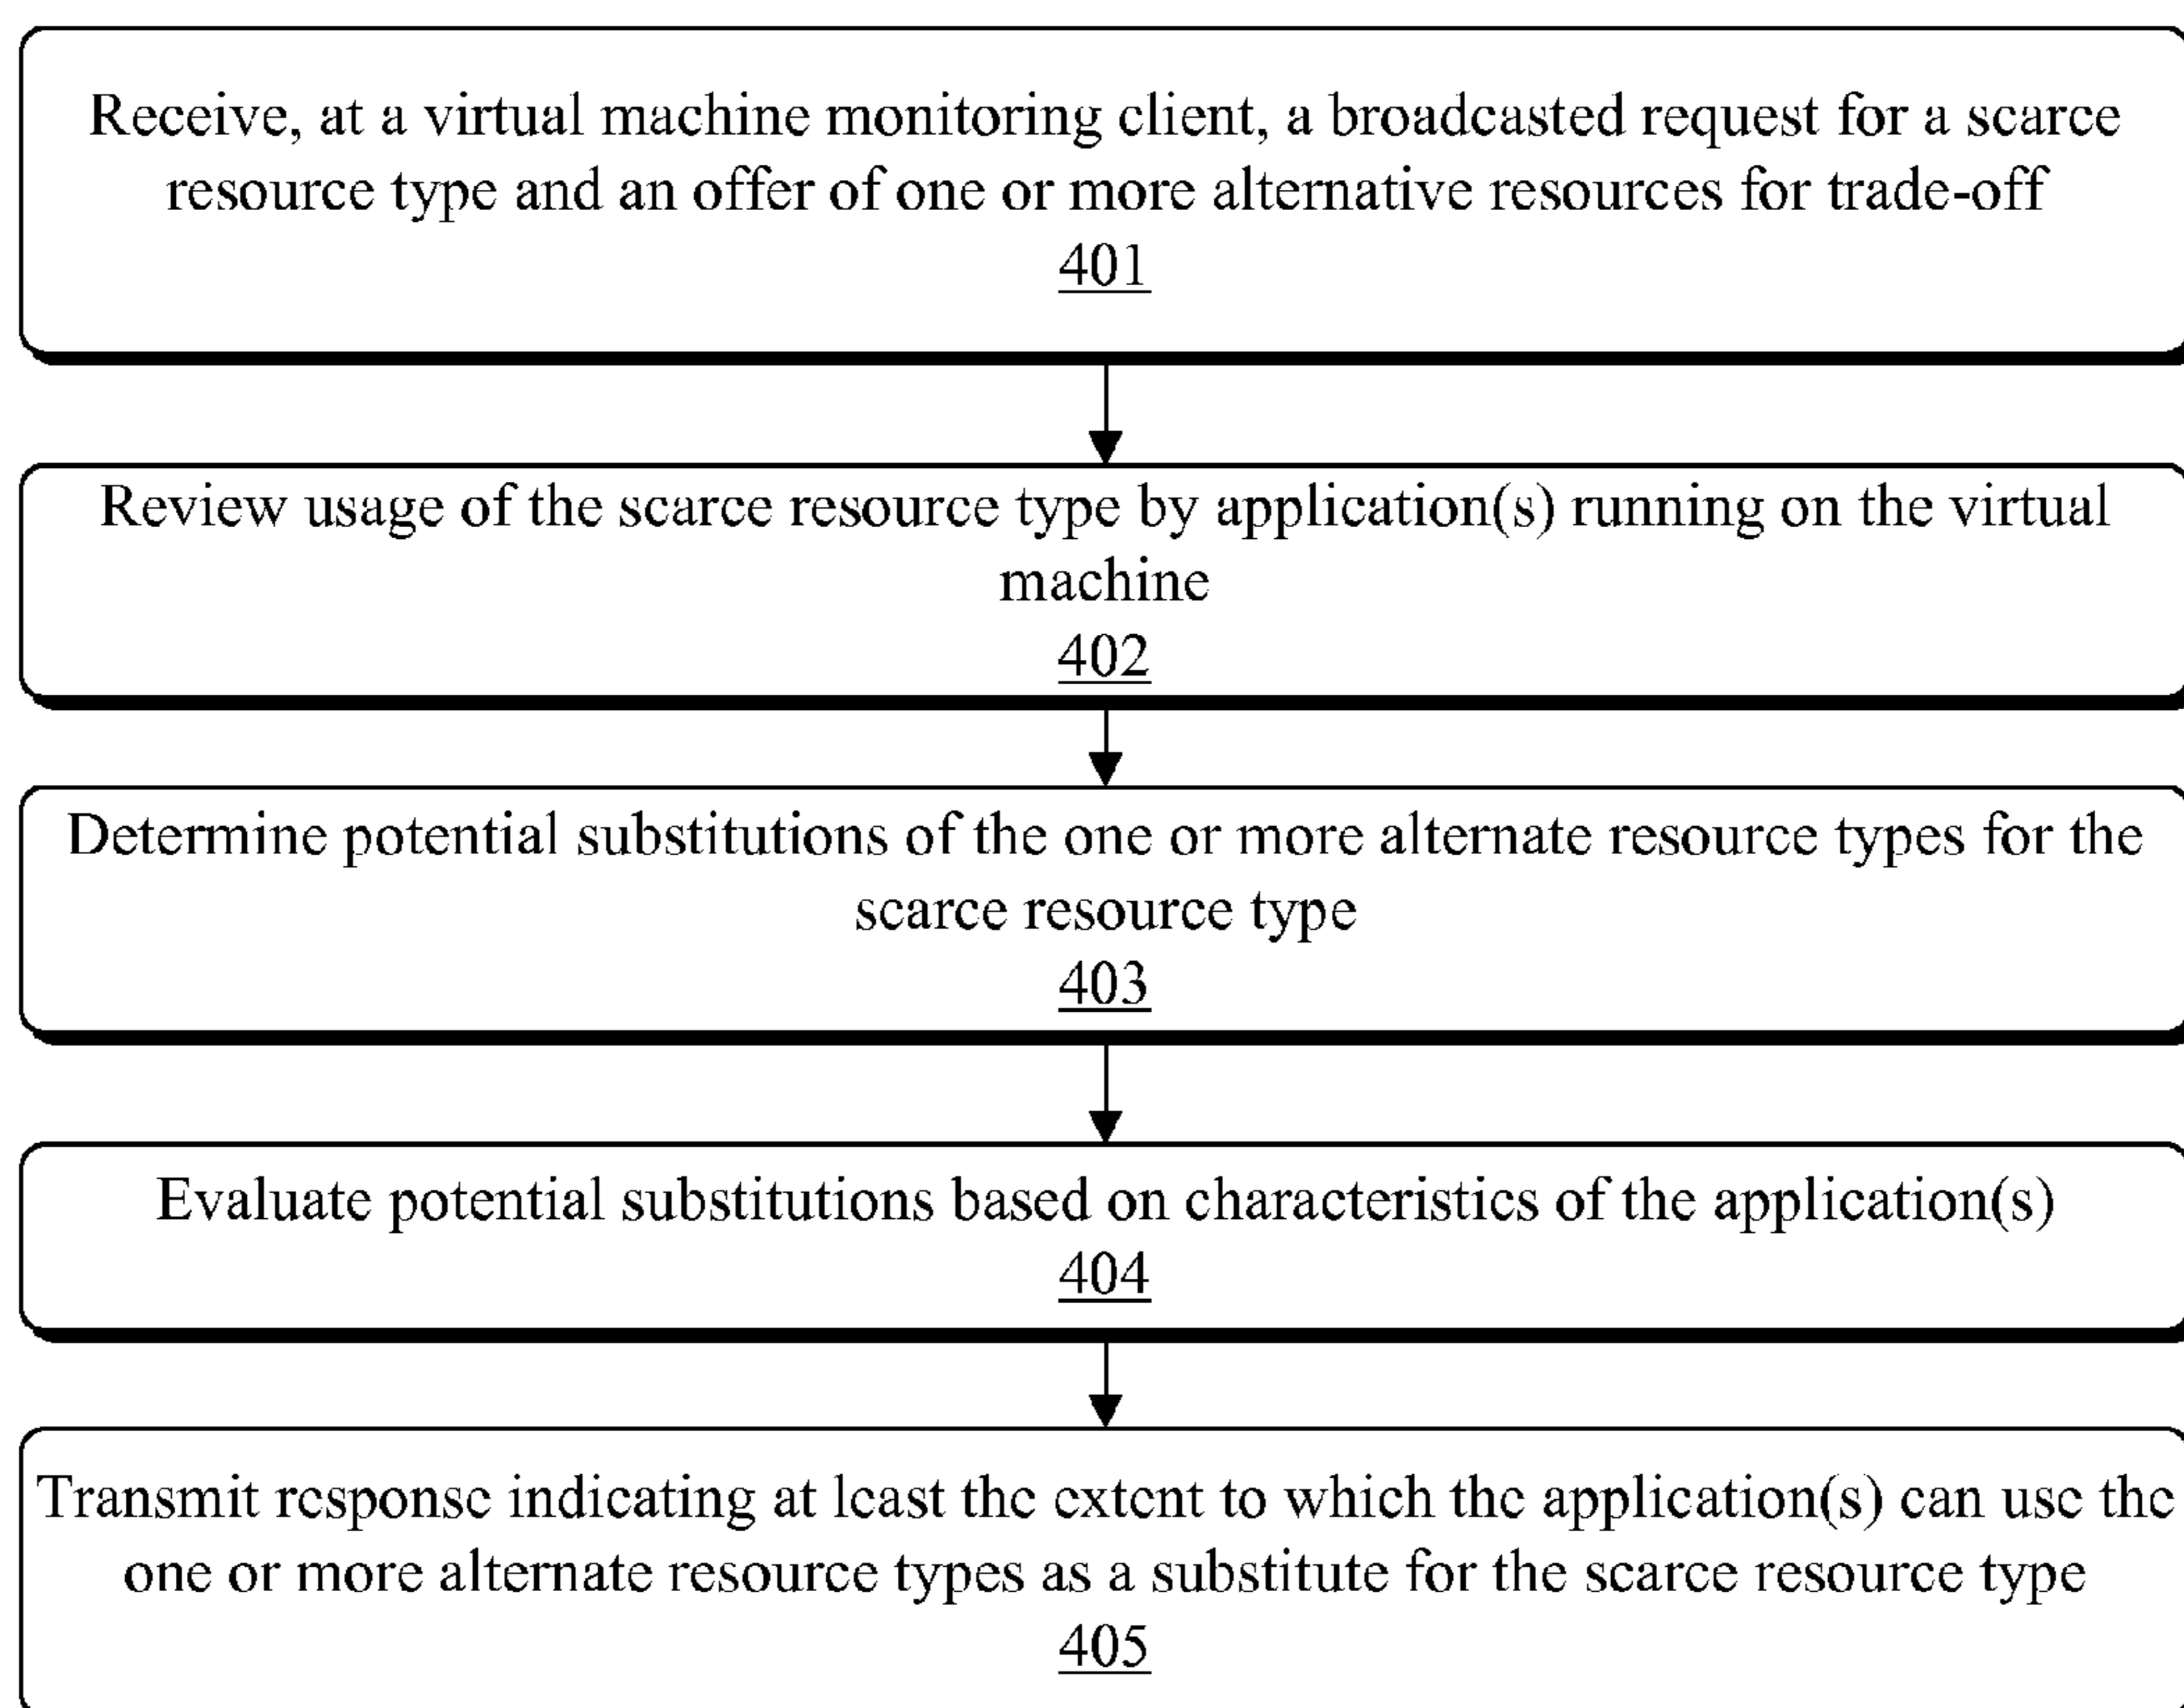 Receive, at a virtual machine monitoring client, a broadcasted request for a scarce
resource type and an offer of one or more alternative resources for trade-off
401
Review usage of the scarce resource type by application(s) running on the virtual
machine
402
Determine potential substitutions of the one or more alternate resource types for the
scarce resource type
403
Evaluate potential substitutions based on characteristics of the application(s)
404
Transmit response indicating at least the extent to which the application(s) can use the
one or more alternate resource types as a substitute for the scarce resource type
405